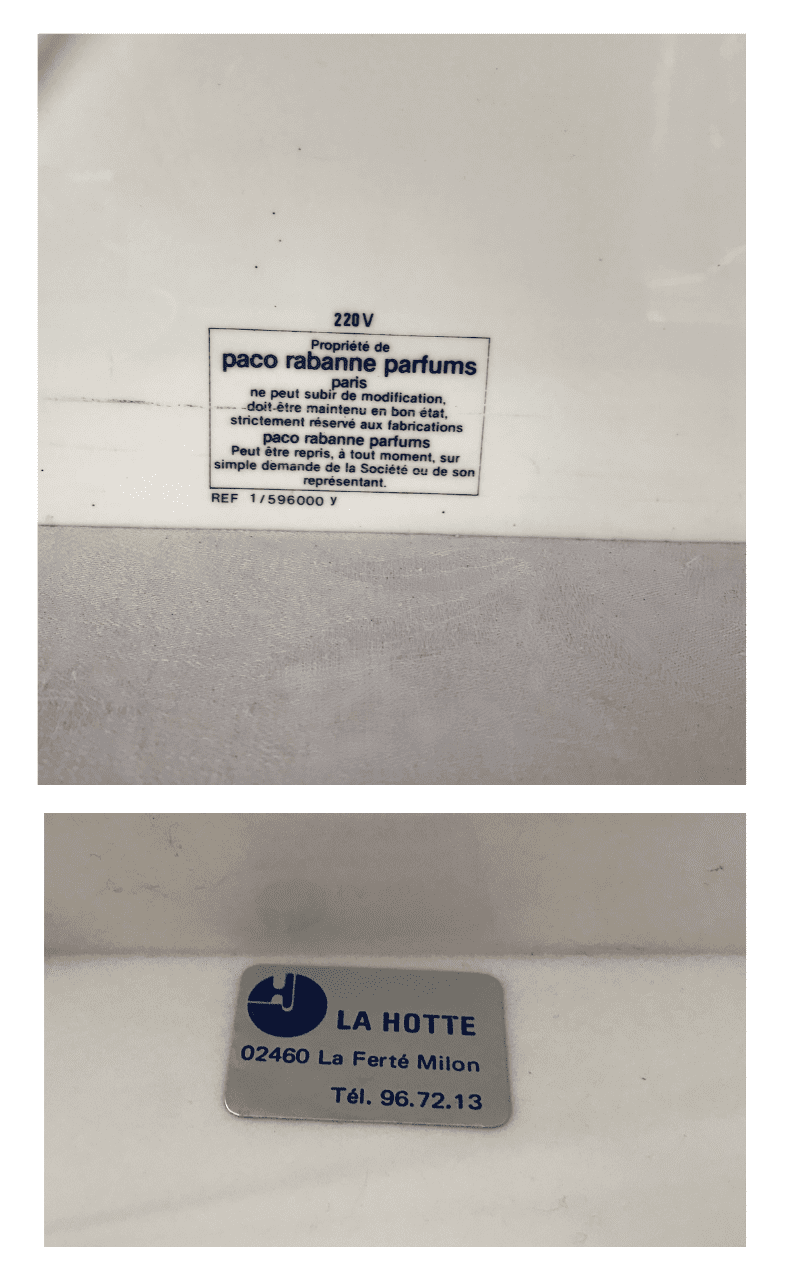 220V
Propriété de
paco rabanne parfums
paris
ne peut subir de modification,
doit-être maintenu en bon état,
strictement réservé aux fabrications
paco rabanne parfums
Peut être repris, à tout moment, sur
simple demande de la Société ou de son
représentant.
REF 1/596000 y
LA HOTTE
02460 La Ferté Milon
Tél. 96.72.13